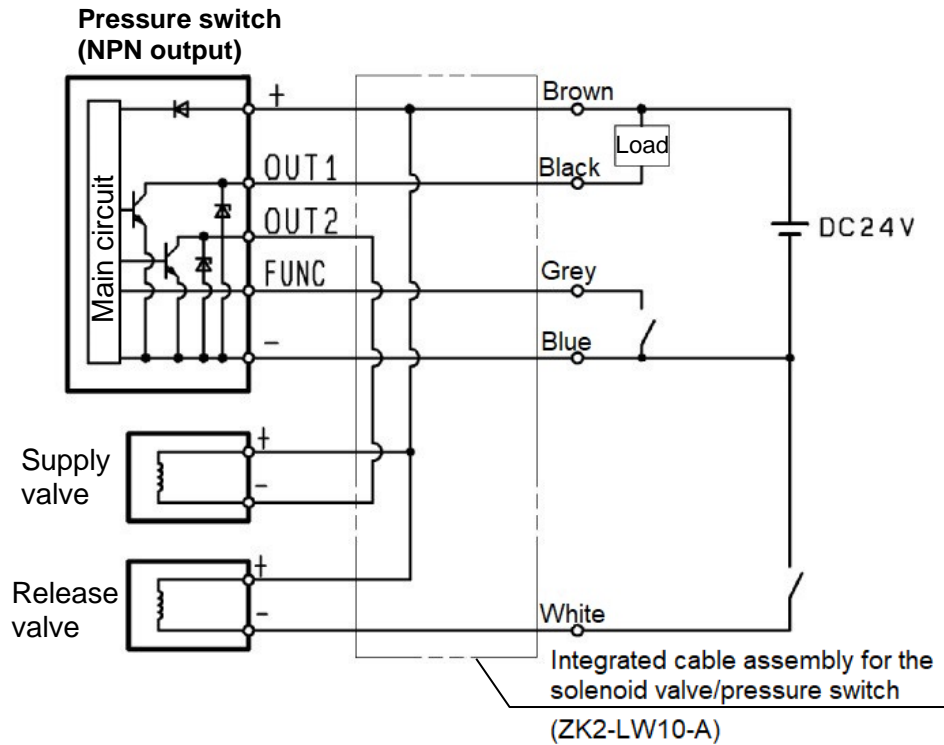 Pressure switch
(NPN output)
Main circuit
+
OUT1
OUT2
FUNC
-
Brown
Load
Black
DC24V
Grey
Blue
Supply
valve
+
-
Release
valve
+
-
White
Integrated cable assembly for the
solenoid valve/pressure switch
(ZK2-LW10-A)